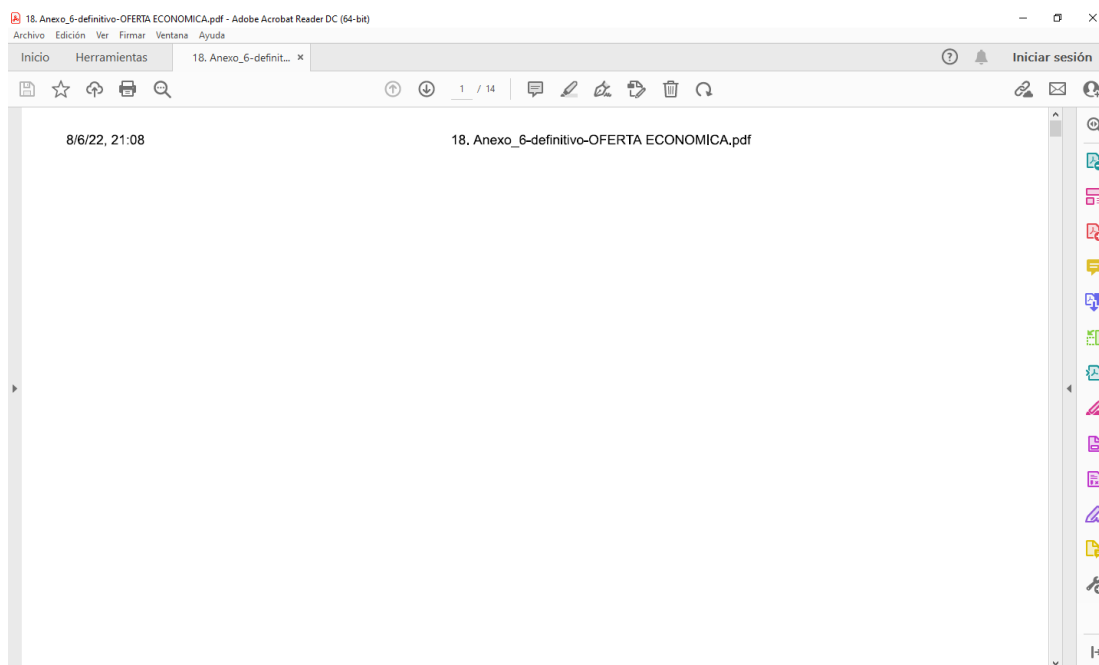 18. Anexo_6-definitivo-OFERTA ECONOMICA.pdf - Adobe Acrobat Reader DC (64-bit)
Archivo Edición Ver Firmar Ventana Ayuda
Inicio Herramientas 18. Anexo_6-definit... × Iniciar sesión
1 / 14
8/6/22, 21:08 18. Anexo_6-definitivo-OFERTA ECONOMICA.pdf